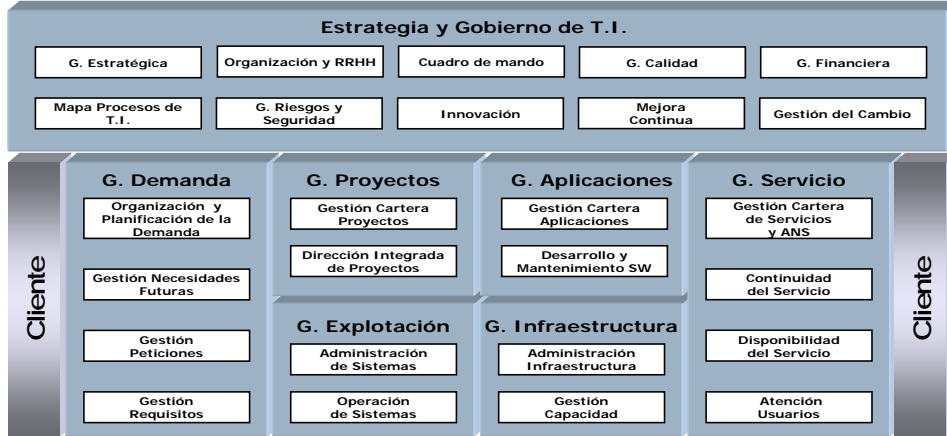 Estrategia y Gobierno de T.I.
G. Estratégica
Organización y RRHH
Cuadro de mando
G. Calidad
G. Financiera
Mapa Procesos de
T.I.
G. Riesgos y
Seguridad
Innovación
Mejora
Continua
Gestión del Cambio
Cliente
G. Demanda
Organización y
Planificación de la
Demanda
Gestión Necesidades
Futuras
Gestión
Peticiones
Gestión
Requisitos
G. Proyectos
Gestión Cartera
Proyectos
Dirección Integrada
de Proyectos
G. Aplicaciones
Gestión Cartera
Aplicaciones
Desarrollo y
Mantenimiento SW
G. Explotación
Administración
de Sistemas
Operación
de Sistemas
G. Infraestructura
Administración
Infraestructura
Gestión
Capacidad
G. Servicio
Gestión Cartera
de Servicios
y ANS
Continuidad
del Servicio
Disponibilidad
del Servicio
Atención
Usuarios
Cliente